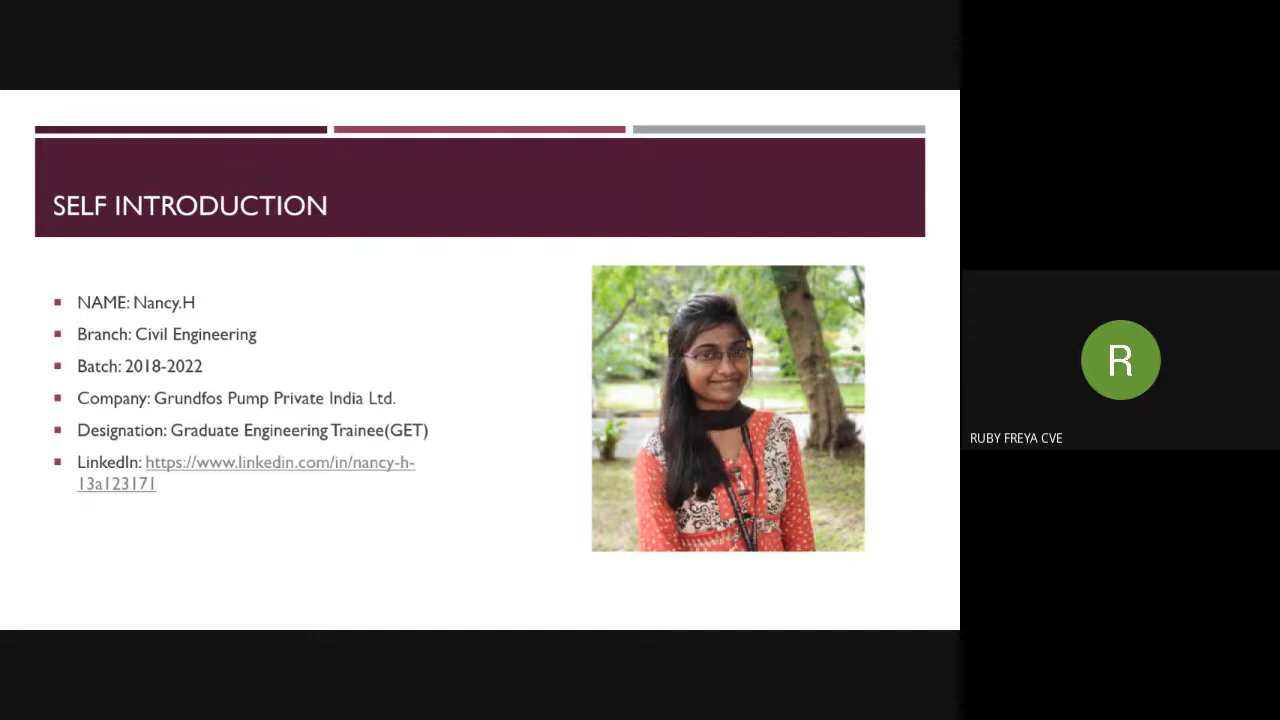 SELF INTRODUCTION
NAME: Nancy.H
Branch: Civil Engineering
Batch: 2018-2022
Company: Grundfos Pump Private India Ltd.
Designation: Graduate Engineering Trainee(GET)
LinkedIn: https://www.linkedin.com/in/nancy-h-
13a123171
R
RUBY FREYA CVE